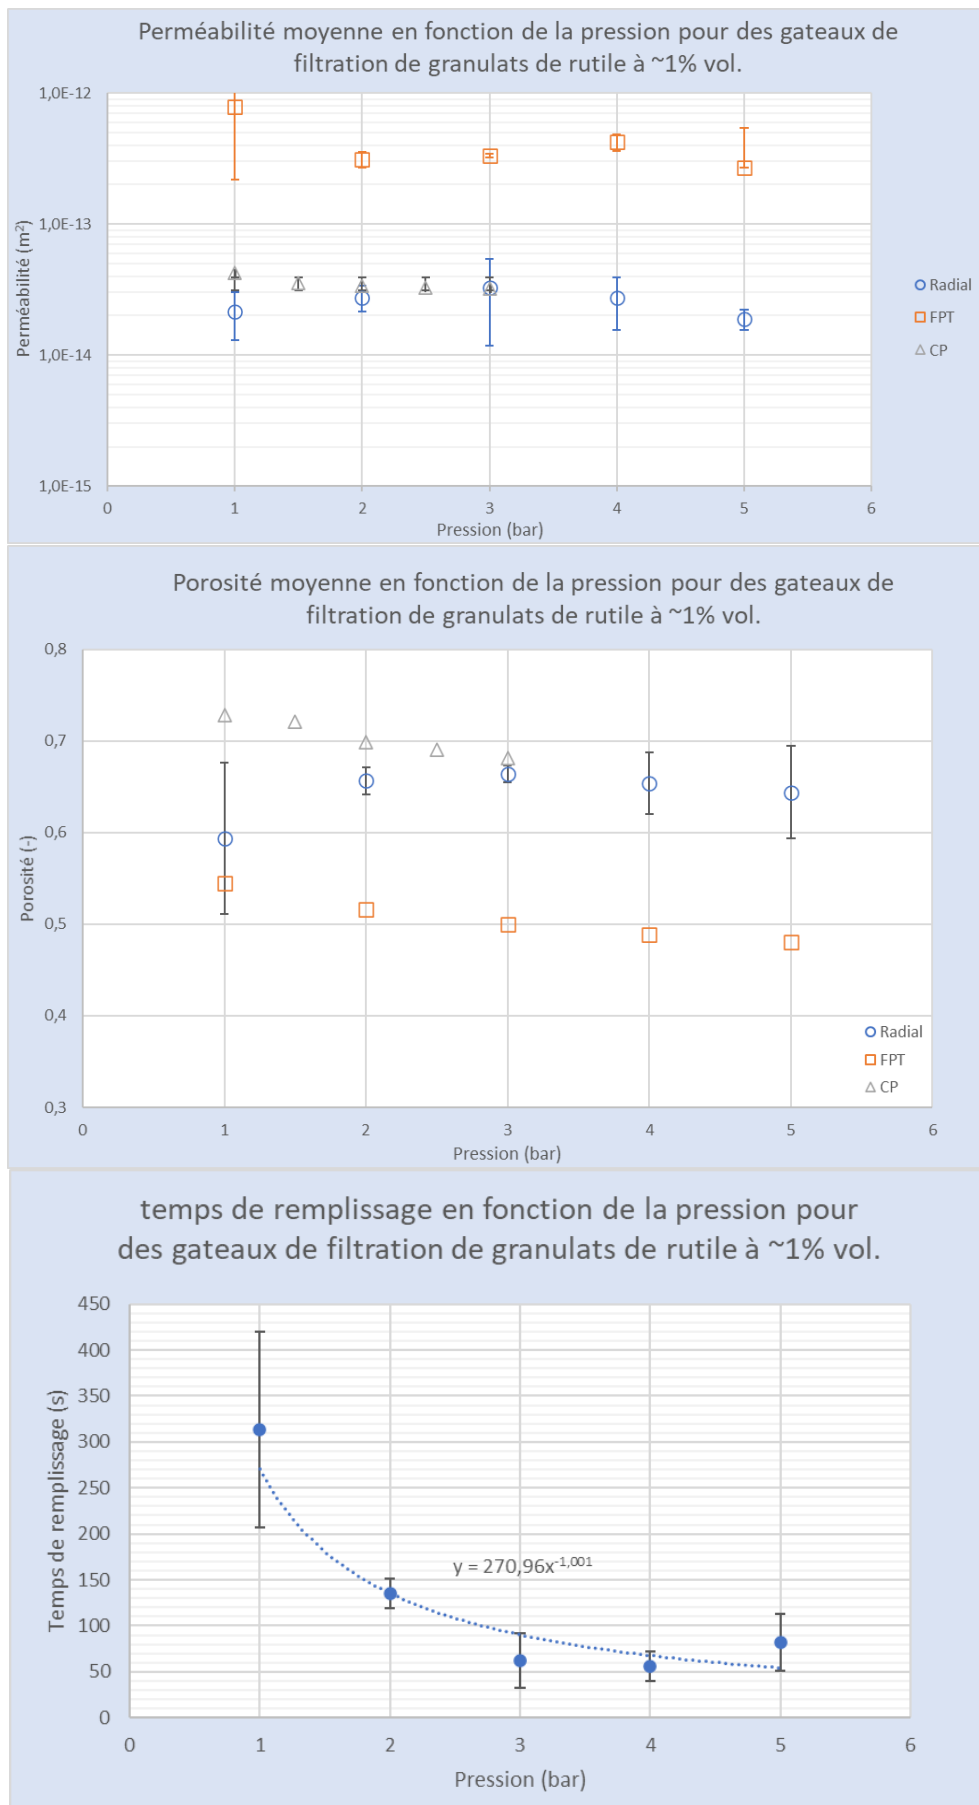 Perméabilité moyenne en fonction de la pression pour des gateaux de
filtration de granulats de rutile à ~1% vol.
1,0E-12
1,0E-13
1,0E-14
1,0E-15
Perméabilité (m²)
0 1 2 3 4 5 6
Pression (bar)
Radial
FPT
CP
Porosité moyenne en fonction de la pression pour des gateaux de
filtration de granulats de rutile à ~1% vol.
0,8
0,7
0,6
0,5
0,4
0,3
Porosité (-)
0 1 2 3 4 5 6
Pression (bar)
Radial
FPT
CP
temps de remplissage en fonction de la pression pour
des gateaux de filtration de granulats de rutile à ~1% vol.
450
400
350
300
250
200
150
100
50
0
Temps de remplissage (s)
y = 270,96x^-1,001
0 1 2 3 4 5 6
Pression (bar)